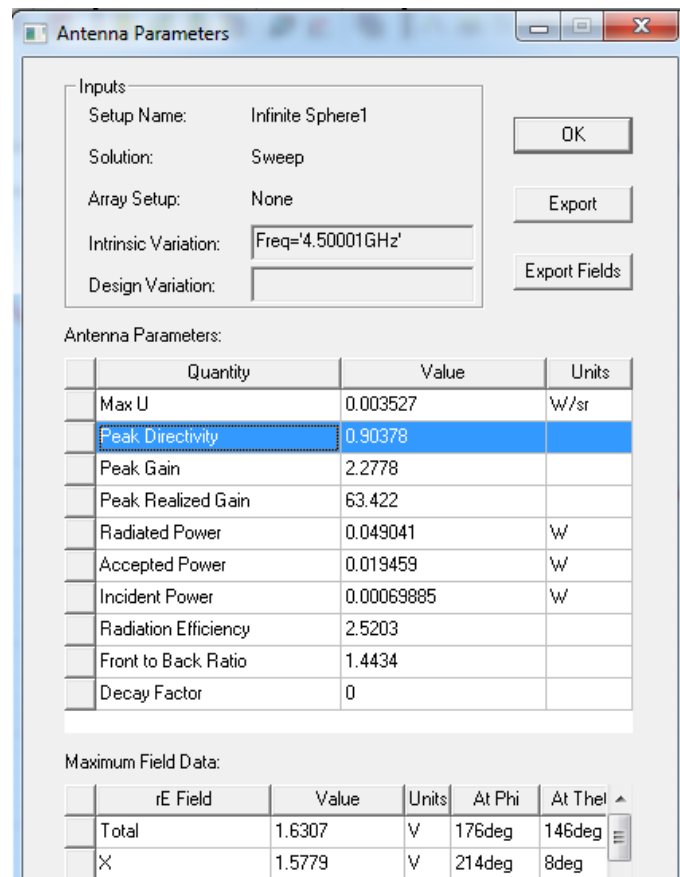 Antenna Parameters
Inputs
Setup Name: Infinite Sphere1
OK
Solution: Sweep
Array Setup: None
Export
Intrinsic Variation: Freq='4.50001GHz'
Export Fields
Design Variation:
Antenna Parameters:
Quantity Value Units
Max U 0.003527 W/sr
Peak Directivity 0.90378
Peak Gain 2.2778
Peak Realized Gain 63.422
Radiated Power 0.049041 W
Accepted Power 0.019459 W
Incident Power 0.00069885 W
Radiation Efficiency 2.5203
Front to Back Ratio 1.4434
Decay Factor 0
Maximum Field Data:
rE Field Value Units At Phi At Thet
Total 1.6307 V 176deg 146deg
X 1.5779 V 214deg 8deg